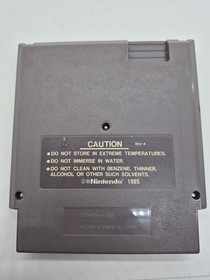 CAUTION
REV-A
●DO NOT STORE IN EXTREME TEMPERATURES.
●DO NOT IMMERSE IN WATER.
●DO NOT CLEAN WITH BENZENE, THINNER,
ALCOHOL OR OTHER SUCH SOLVENTS.
©®Nintendo® 1985